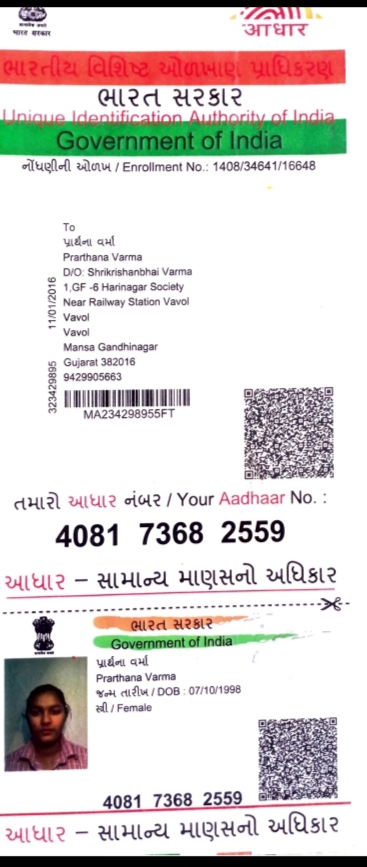 भारत सरकार
આધાર
ભારતીય વિશિષ્ટ ઓળખાણ પ્રાધિકરણ
ભારત સરકાર
Unique Identification Authority of India
Government of India
નોંધણીની ઓળખ / Enrollment No.: 1408/34641/16648
To
પ્રાર્થના વર્મા
Prarthana Varma
D/O: Shrikrishanbhai Varma
1,GF -6 Harinagar Society
Near Railway Station Vavol
Vavol
Vavol
Mansa Gandhinagar
Gujarat 382016
9429905663
11/01/2016
323429895
MA234298955FT
તમારો આધાર નંબર / Your Aadhaar No. :
4081 7368 2559
આધાર – સામાન્ય માણસનો અધિકાર
ભારત સરકાર
Government of India
પ્રાર્થના વર્મા
Prarthana Varma
જન્મ તારીખ / DOB : 07/10/1998
સ્ત્રી / Female
4081 7368 2559
આધાર – સામાન્ય માણસનો અધિકાર